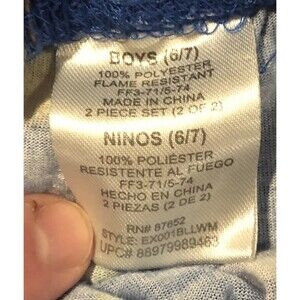 BOYS (6/7)
100% POLYESTER
FLAME RESISTANT
FF3-71/5-74
MADE IN CHINA
2 PIECE SET (2 OF 2)
NINOS (6/7)
100% POLIÉSTER
RESISTENTE AL FUEGO
FF3-71/5-74
HECHO EN CHINA
2 PIEZAS (2 DE 2)
RN# 87652
STYLE: EX001BLLWM
UPC# 88979989463